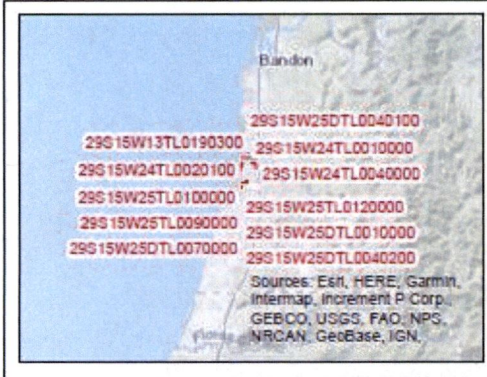 Bandon
29S15W25DTL0040100
29S15W13TL0190300
29S15W24TL0010000
29S15W24TL0020100
29S15W24TL0040000
29S15W25TL0100000
29S15W25TL0120000
29S15W25TL0090000
29S15W25DTL0010000
29S15W25DTL0070000
29S15W25DTL0040200
Sources: Esri, HERE, Garmin,
Intermap, increment P Corp.,
GEBCO, USGS, FAO, NPS,
NRCAN, GeoBase, IGN,